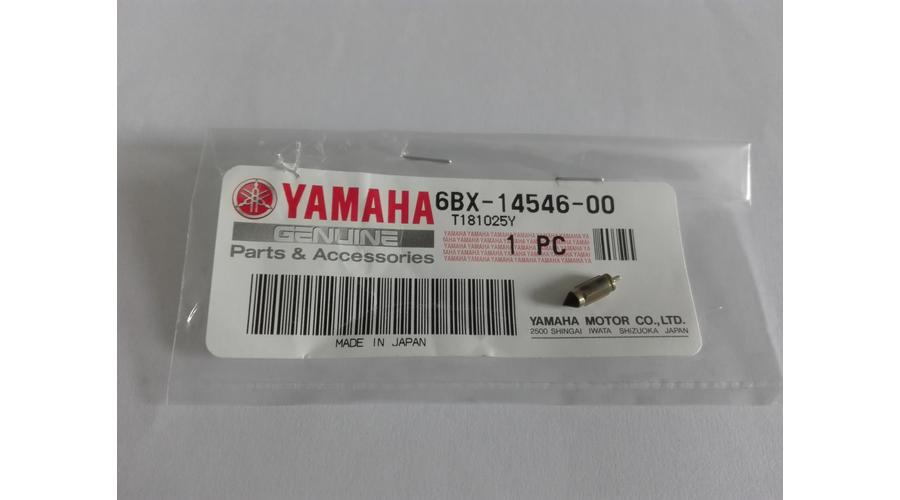 YAMAHA
GENUINE
Parts & Accessories
6BX-14546-00
T181025Y
1 PC
MADE IN JAPAN
YAMAHA MOTOR CO.,LTD.
2500 SHINGAI IWATA SHIZUOKA JAPAN